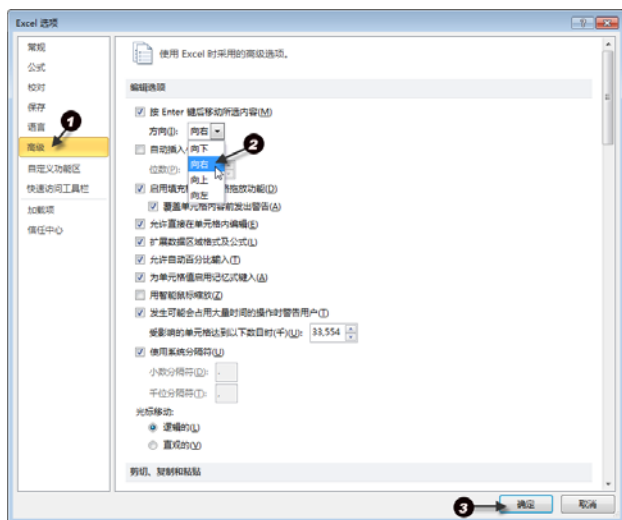 Excel 选项
常规
公式
校对
保存
语言
1
高级
自定义功能区
快速访问工具栏
加载项
信任中心
使用 Excel 时采用的高级选项。
编辑选项
按 Enter 键后移动所选内容(M)
方向(I): 向右
2
自动插入
向下
向右
向上
向左
位数(P):
启用填充 拖放功能(D)
覆盖单元格内容前发出警告(A)
允许直接在单元格内编辑(E)
扩展数据区域格式及公式(L)
允许自动百分比输入(T)
为单元格值启用记忆式键入(A)
用智能鼠标缩放(Z)
发生可能会占用大量时间的操作时警告用户(T)
受影响的单元格达到以下数目时(千)(U): 33,554
使用系统分隔符(U)
小数分隔符(D): .
千位分隔符(T): ,
光标移动:
逻辑的(L)
直观的(V)
剪切、复制和粘贴
3
确定
取消